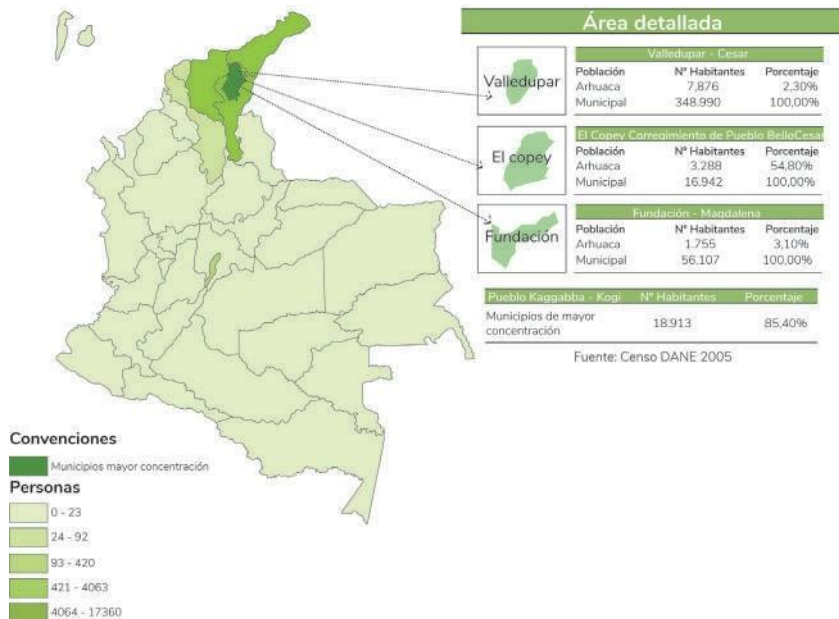 Área detallada
Valledupar
Valledupar - Cesar
Población N° Habitantes Porcentaje
Arhuaca 7,876 2,30%
Municipal 348.990 100,00%
El copey
El Copey Corregimiento de Pueblo BelloCesar
Población N° Habitantes Porcentaje
Arhuaca 3.288 54,80%
Municipal 16.942 100,00%
Fundación
Fundación - Magdalena
Población N° Habitantes Porcentaje
Arhuaca 1.755 3,10%
Municipal 56.107 100,00%
Pueblo Kaggabba - Kogi N° Habitantes Porcentaje
Municipios de mayor
concentración 18.913 85,40%
Fuente: Censo DANE 2005
Convenciones
Municipios mayor concentración
Personas
0 - 23
24 - 92
93 - 420
421 - 4063
4064 - 17360